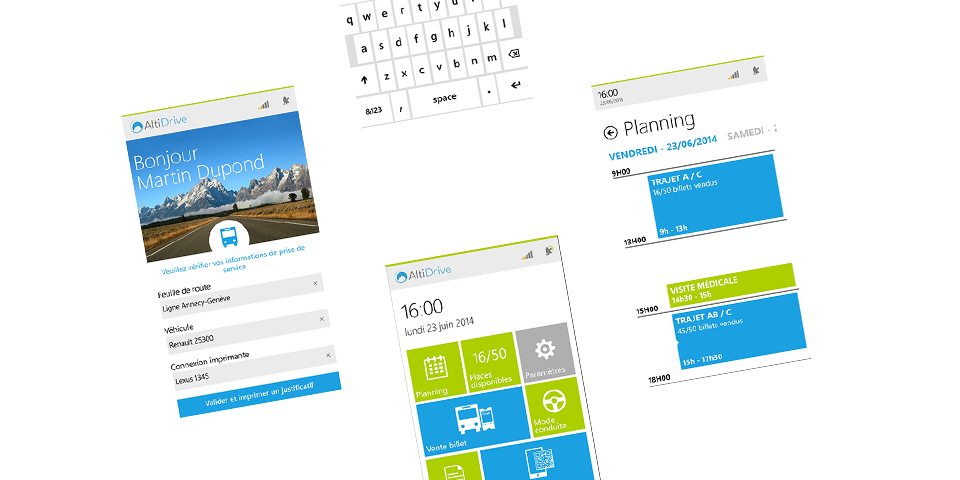 q w e r t y u
a s d f g h j k l
z x c v b n m
&123 , space .
AltiDrive
Bonjour
Martin Dupond
Veuillez vérifier vos informations de prise de
service
Feuille de route
Ligne Annecy-Genève ×
Véhicule
Renault 25300 ×
Connexion imprimante
Lexus 1345 ×
Valider et imprimer un justificatif
AltiDrive
16:00
lundi 23 juin 2014
Planning
16/50
Places
disponibles
Paramètres
Vente billet
Mode
conduite
16:00
23/06/2014
Planning
VENDREDI - 23/06/2014 SAMEDI -
9H00
TRAJET A / C
16/50 billets vendus
9h - 13h
13H00
VISITE MÉDICALE
14h30 - 15h
15H00
TRAJET AB / C
45/50 billets vendus
15h - 17h30
18H00